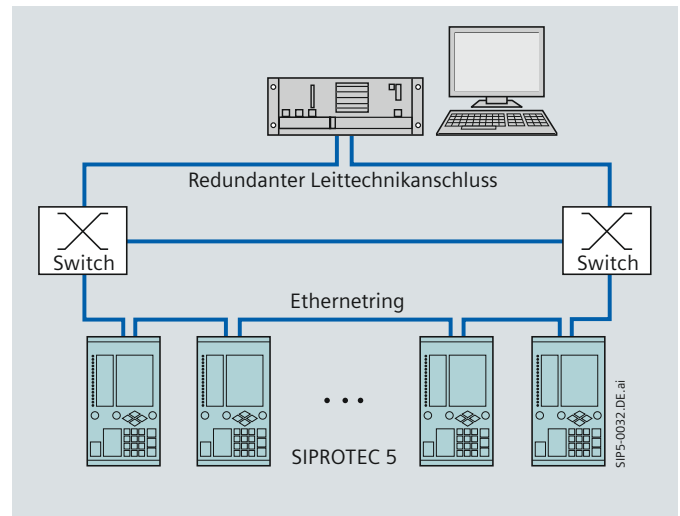 Redundanter Leittechnikanschluss
Switch
Switch
Ethernetring
...
SIPROTEC 5
SIP5-0032.DE.ai